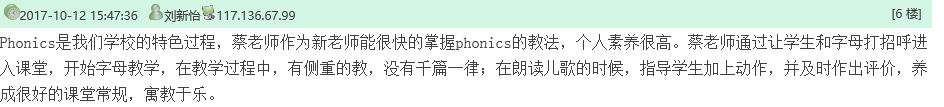 2017-10-12 15:47:36 刘新怡 117.136.67.99 [6 楼]
Phonics是我们学校的特色过程，蔡老师作为新老师能很快的掌握phonics的教法，个人素养很高。蔡老师通过让学生和字母打招呼进
入课堂，开始字母教学，在教学过程中，有侧重的教，没有千篇一律；在朗读儿歌的时候，指导学生加上动作，并及时作出评价，养
成很好的课堂常规，寓教于乐。